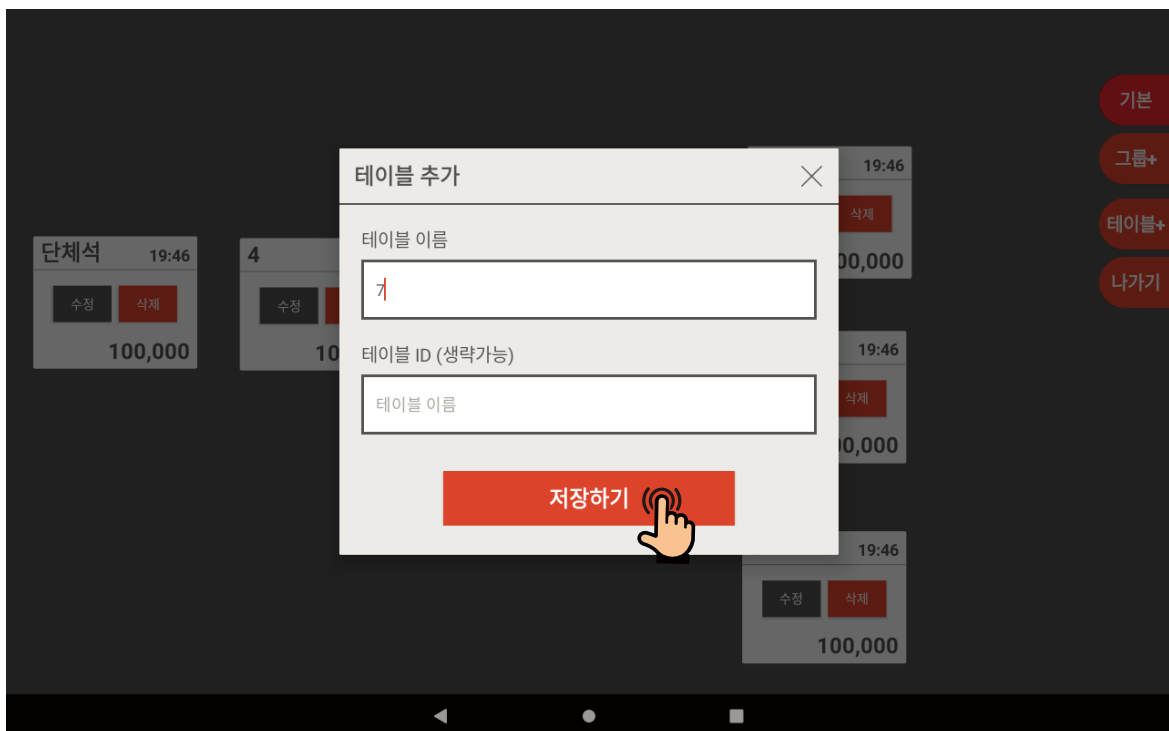 기본
그룹+
테이블+
나가기
테이블 추가
테이블 이름
7
테이블 ID (생략가능)
테이블 이름
저장하기
단체석 19:46
수정 삭제
100,000
4
수정
10
19:46
삭제
00,000
19:46
삭제
00,000
19:46
수정 삭제
100,000